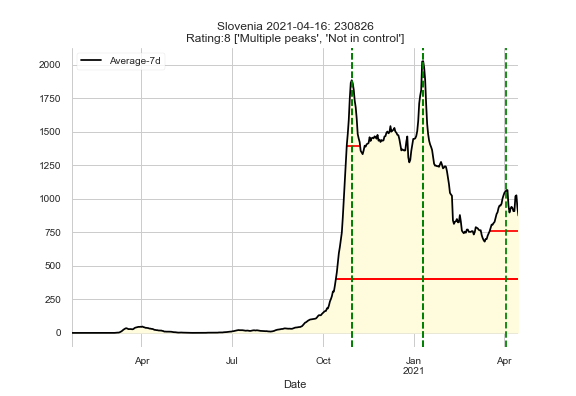 Slovenia 2021-04-16: 230826
Rating:8 ['Multiple peaks', 'Not in control']
Average-7d
2000
1750
1500
1250
1000
750
500
250
0
Apr
Jul
Oct
Jan
2021
Apr
Date